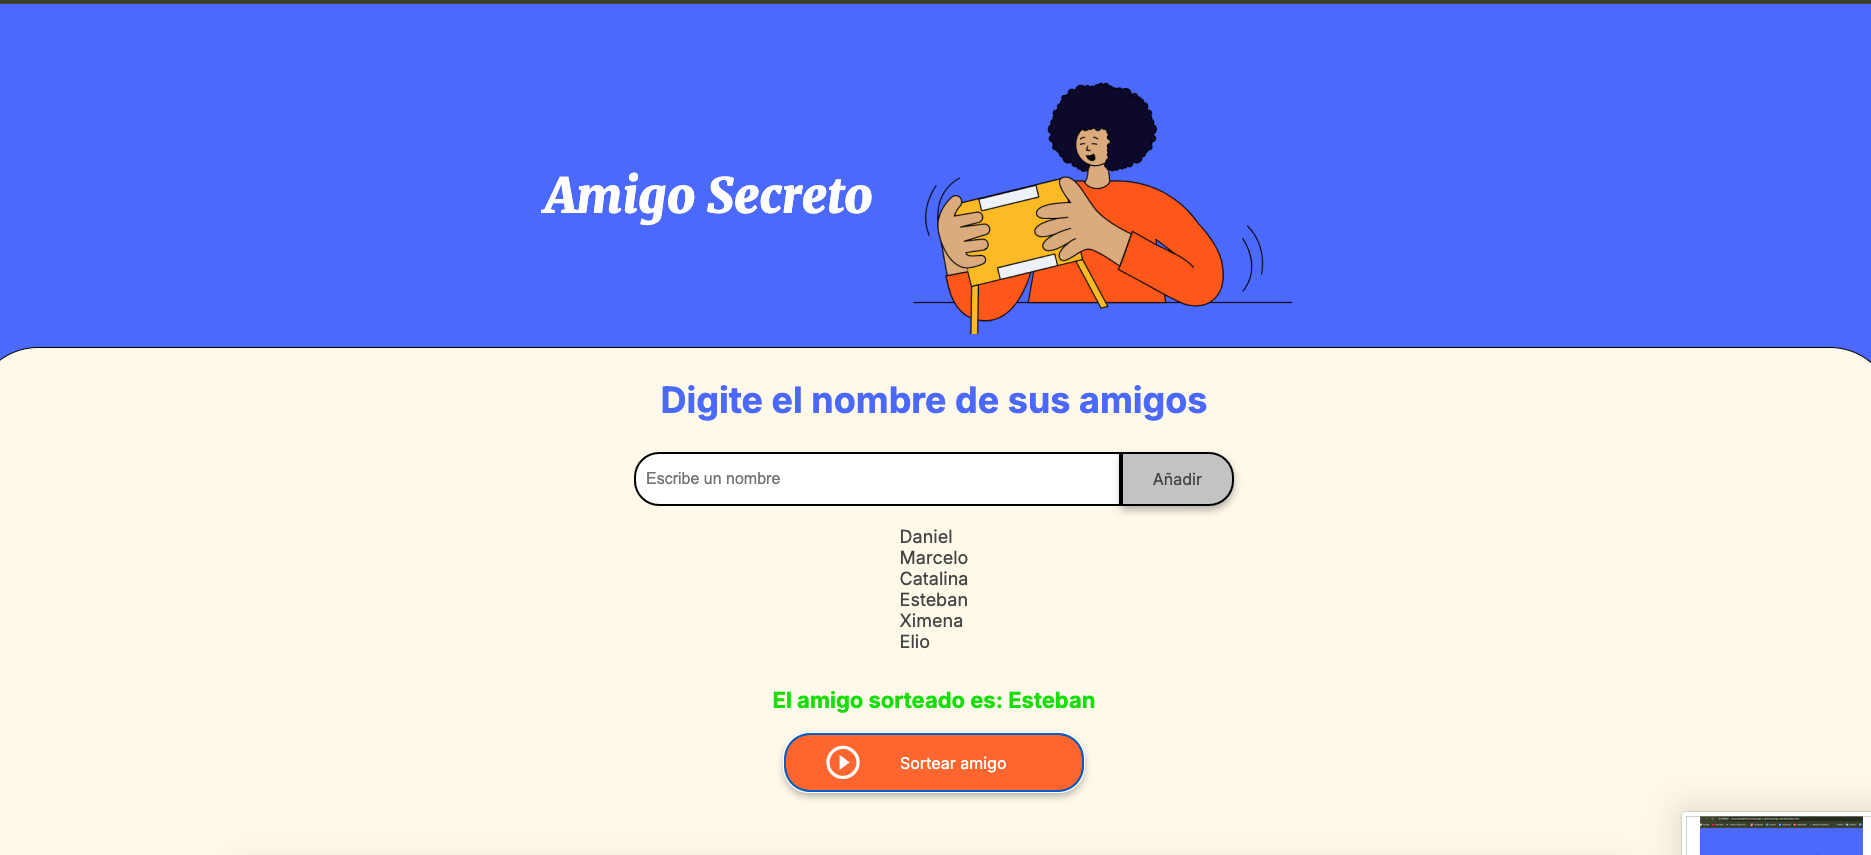 Amigo Secreto
Digite el nombre de sus amigos
Escribe un nombre
Añadir
Daniel
Marcelo
Catalina
Esteban
Ximena
Elio
El amigo sorteado es: Esteban
Sortear amigo